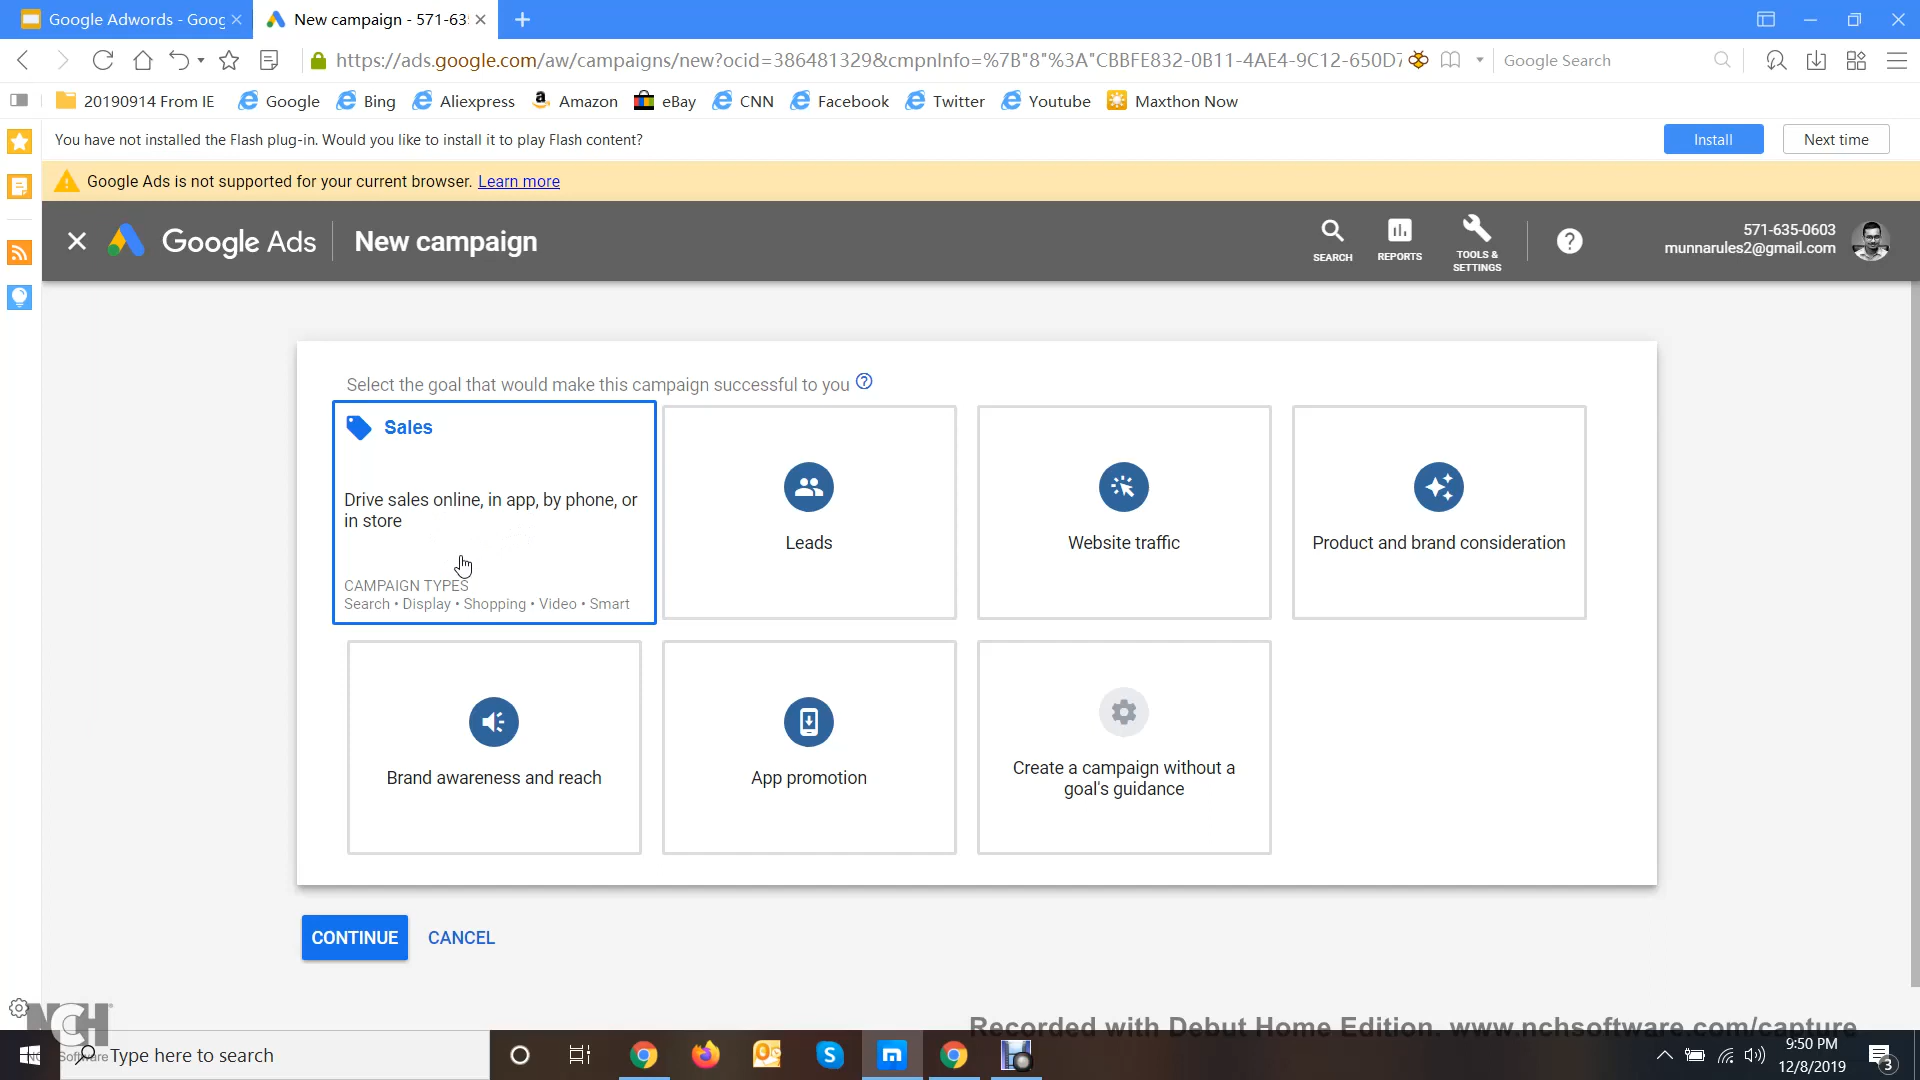 Google Adwords - Goog
New campaign - 571-63
https://ads.google.com/aw/campaigns/new?ocid=386481329&cmpnInfo=%7B"8"%3A"CBBFE832-0B11-4AE4-9C12-650D7
Google Search
20190914 From IE
Google
Bing
Aliexpress
Amazon
eBay
CNN
Facebook
Twitter
Youtube
Maxthon Now
You have not installed the Flash plug-in. Would you like to install it to play Flash content?
Install
Next time
Google Ads is not supported for your current browser. Learn more
Google Ads
New campaign
SEARCH
REPORTS
TOOLS &
SETTINGS
571-635-0603
munnarules2@gmail.com
Select the goal that would make this campaign successful to you
Sales
Drive sales online, in app, by phone, or
in store
CAMPAIGN TYPES
Search • Display • Shopping • Video • Smart
Leads
Website traffic
Product and brand consideration
Brand awareness and reach
App promotion
Create a campaign without a
goal's guidance
CONTINUE
CANCEL
NCH
Software
Recorded with Debut Home Edition. www.nchsoftware.com/capture
Type here to search
9:50 PM
12/8/2019
3